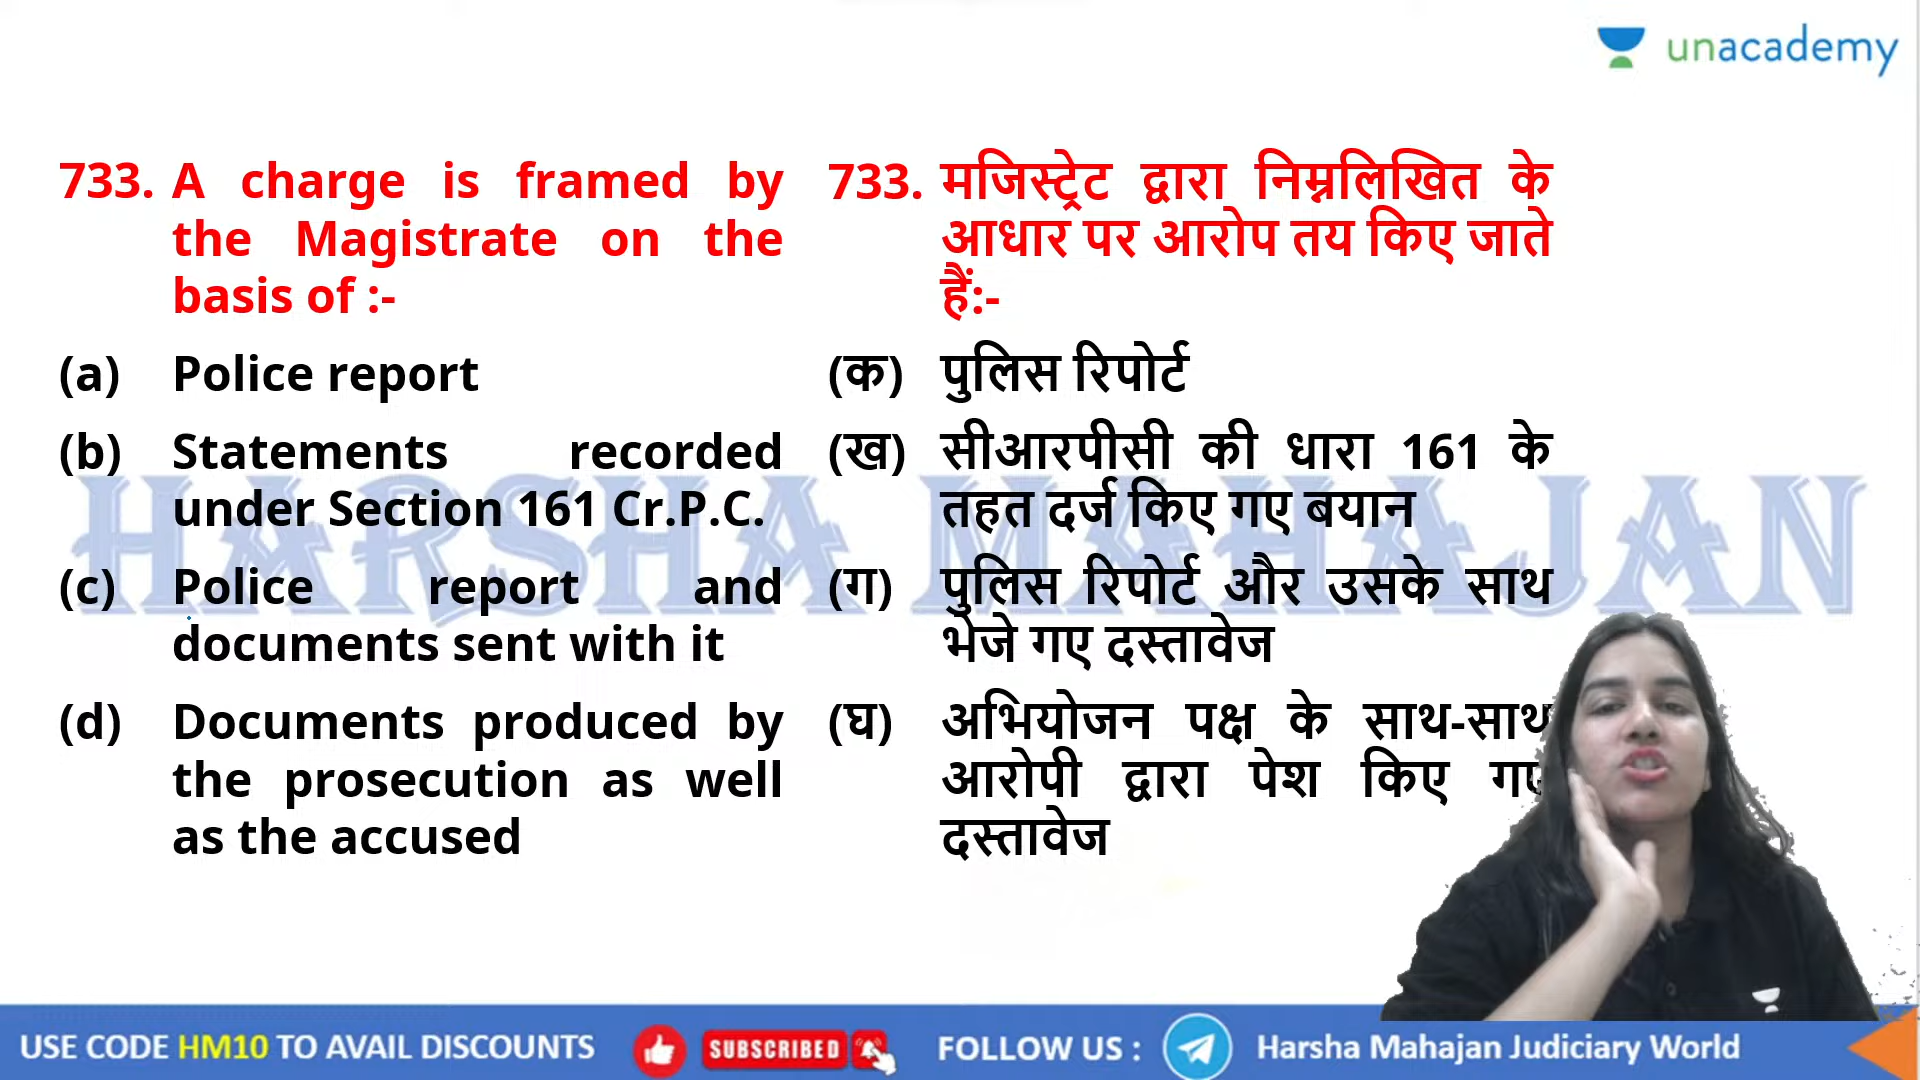 unacademy
733. A charge is framed by
the Magistrate on the
basis of :-
(a) Police report
(b) Statements recorded
under Section 161 Cr.P.C.
(c) Police report and
documents sent with it
(d) Documents produced by
the prosecution as well
as the accused
733. मजिस्ट्रेट द्वारा निम्नलिखित के
आधार पर आरोप तय किए जाते
हैं:-
(क) पुलिस रिपोर्ट
(ख) सीआरपीसी की धारा 161 के
तहत दर्ज किए गए बयान
(ग) पुलिस रिपोर्ट और उसके साथ
भेजे गए दस्तावेज
(घ) अभियोजन पक्ष के साथ-साथ
आरोपी द्वारा पेश किए गए
दस्तावेज
HARSHA MAHAJAN
USE CODE HM10 TO AVAIL DISCOUNTS
SUBSCRIBED
FOLLOW US :
Harsha Mahajan Judiciary World